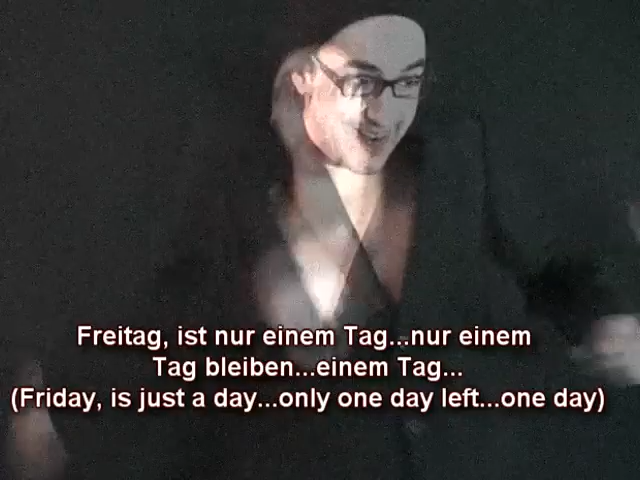 Freitag, ist nur einem Tag...nur einem
Tag bleiben...einem Tag...
(Friday, is just a day...only one day left...one day)